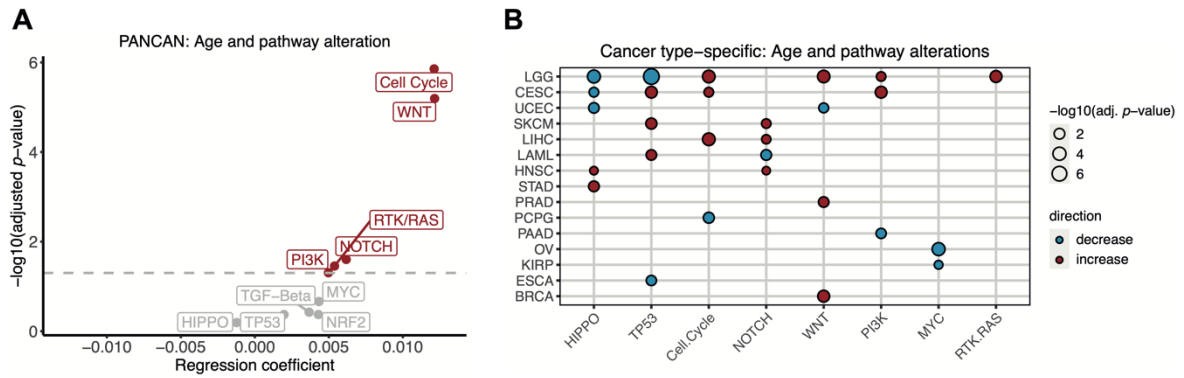 A
PANCAN: Age and pathway alteration
−log10(adjusted p−value)
6
4
2
0
Cell Cycle
WNT
RTK/RAS
NOTCH
PI3K
TGF−Beta
MYC
HIPPO
TP53
NRF2
−0.010
−0.005
0.000
0.005
0.010
Regression coefficient
B
Cancer type−specific: Age and pathway alterations
LGG
CESC
UCEC
SKCM
LIHC
LAML
HNSC
STAD
PRAD
PCPG
PAAD
OV
KIRP
ESCA
BRCA
HIPPO
TP53
Cell.Cycle
NOTCH
WNT
PI3K
MYC
RTK.RAS
−log10(adj. p−value)
2
4
6
direction
decrease
increase